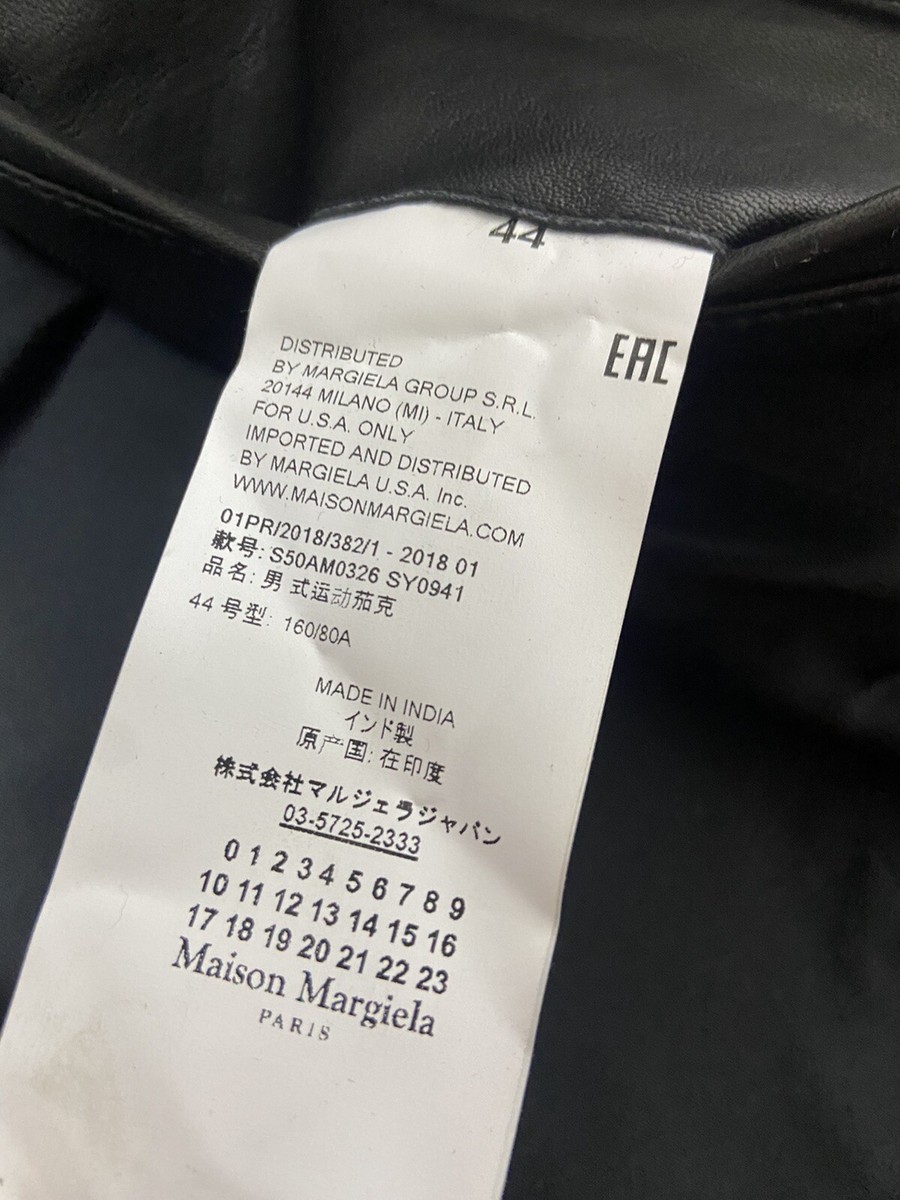 44
EAC
DISTRIBUTED
BY MARGIELA GROUP S.R.L.
20144 MILANO (MI) - ITALY
FOR U.S.A. ONLY
IMPORTED AND DISTRIBUTED
BY MARGIELA U.S.A. Inc.
WWW.MAISONMARGIELA.COM
01PR/2018/382/1 - 2018 01
款号: S50AM0326 SY0941
品名: 男 式运动茄克
44 号型: 160/80A
MADE IN INDIA
インド製
原产国: 在印度
株式会社マルジェラジャパン
03-5725-2333
0 1 2 3 4 5 6 7 8 9
10 11 12 13 14 15 16
17 18 19 20 21 22 23
Maison Margiela
PARIS